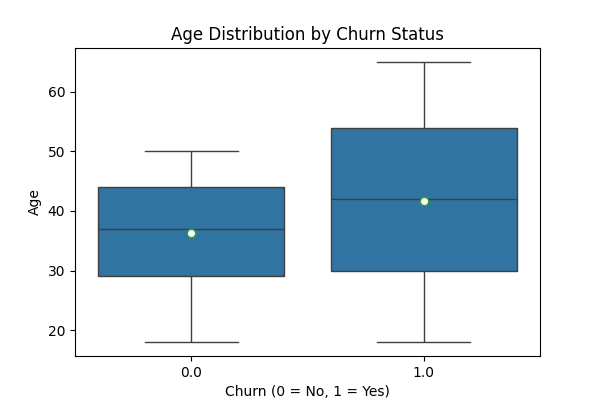 Age Distribution by Churn Status
Age
60
50
40
30
20
0.0
1.0
Churn (0 = No, 1 = Yes)